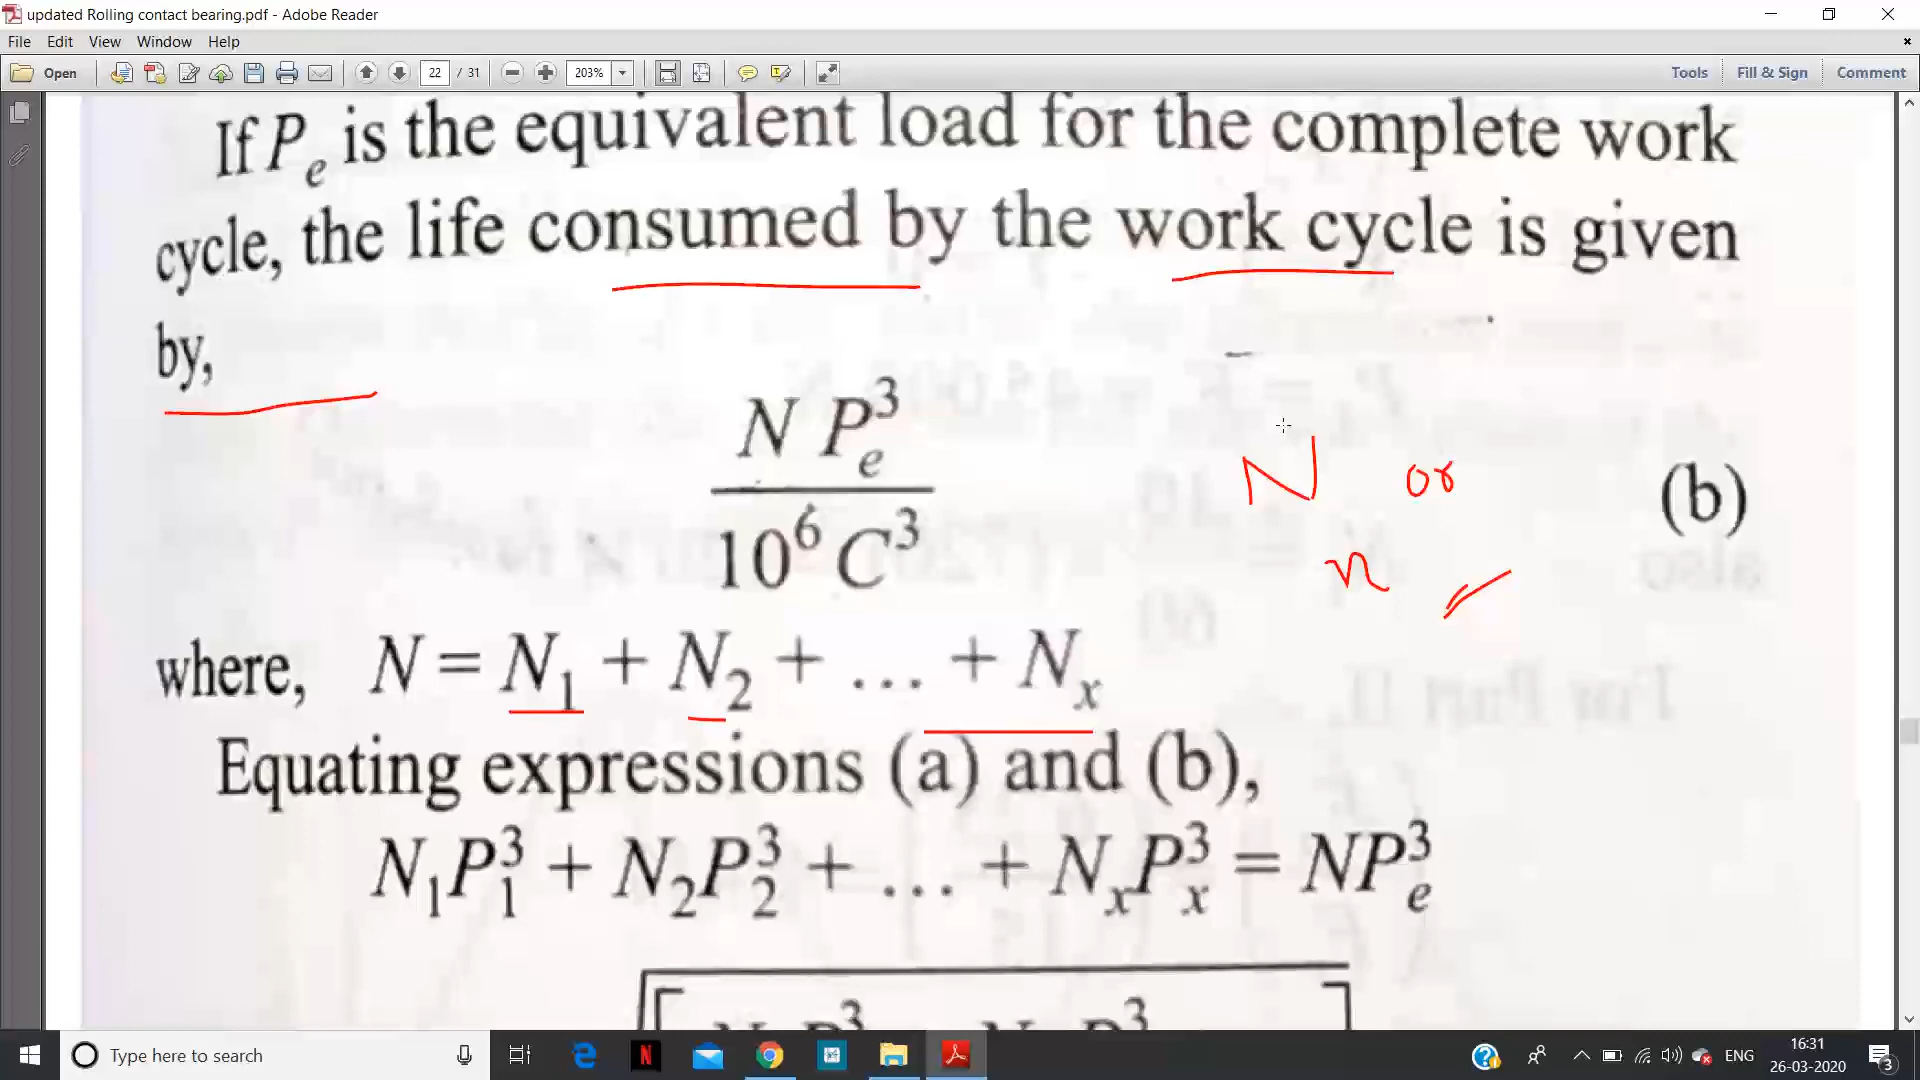 updated Rolling contact bearing.pdf - Adobe Reader
File Edit View Window Help
Open 22 / 31 203% Tools Fill & Sign Comment
If Pₑ is the equivalent load for the complete work
cycle, the life consumed by the work cycle is given
by,
N Pₑ³
10⁶ C³
(b)
N or
n
where, N = N₁ + N₂ + ... + Nₓ
Equating expressions (a) and (b),
N₁P₁³ + N₂P₂³ + ... + NₓPₓ³ = NPₑ³
Type here to search
ENG
16:31
26-03-2020
3